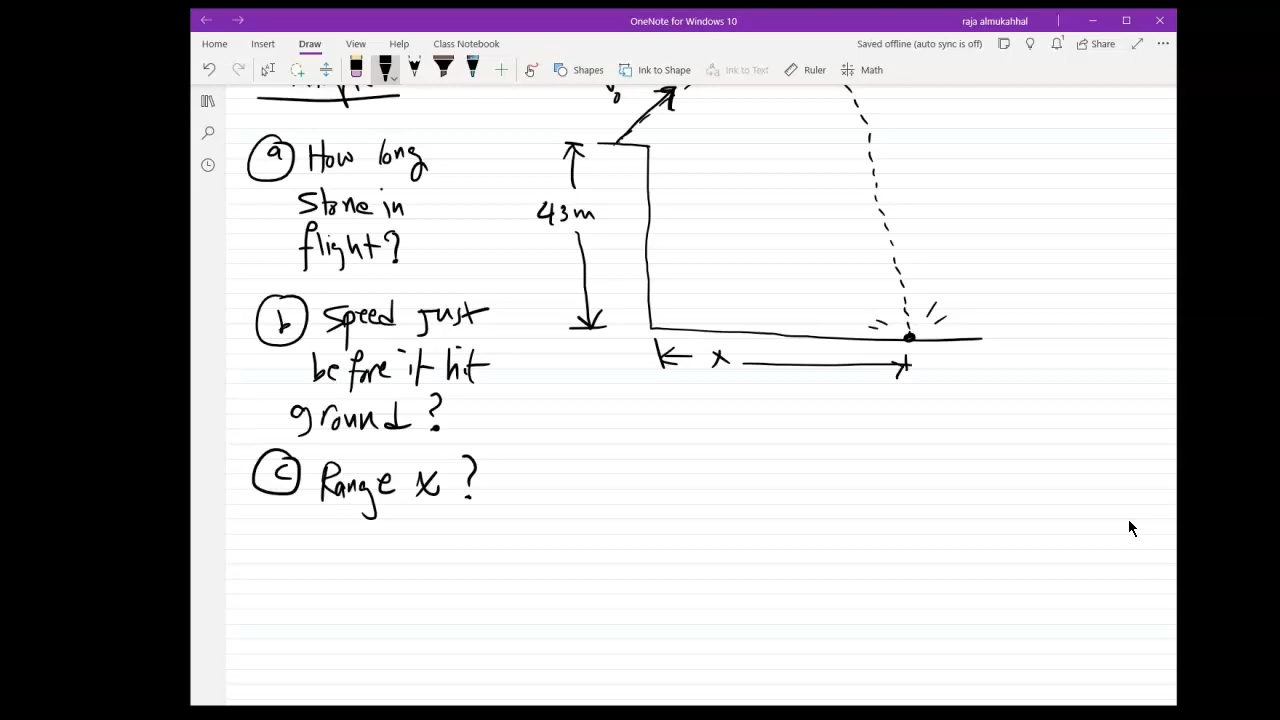 OneNote for Windows 10
raja almukahhal
Home Insert Draw View Help Class Notebook
Saved offline (auto sync is off)
Share
Shapes Ink to Shape Ink to Text Ruler Math
a How long
stone in
flight?
b Speed just
before it hit
ground?
c Range x?
v₀
43m
x